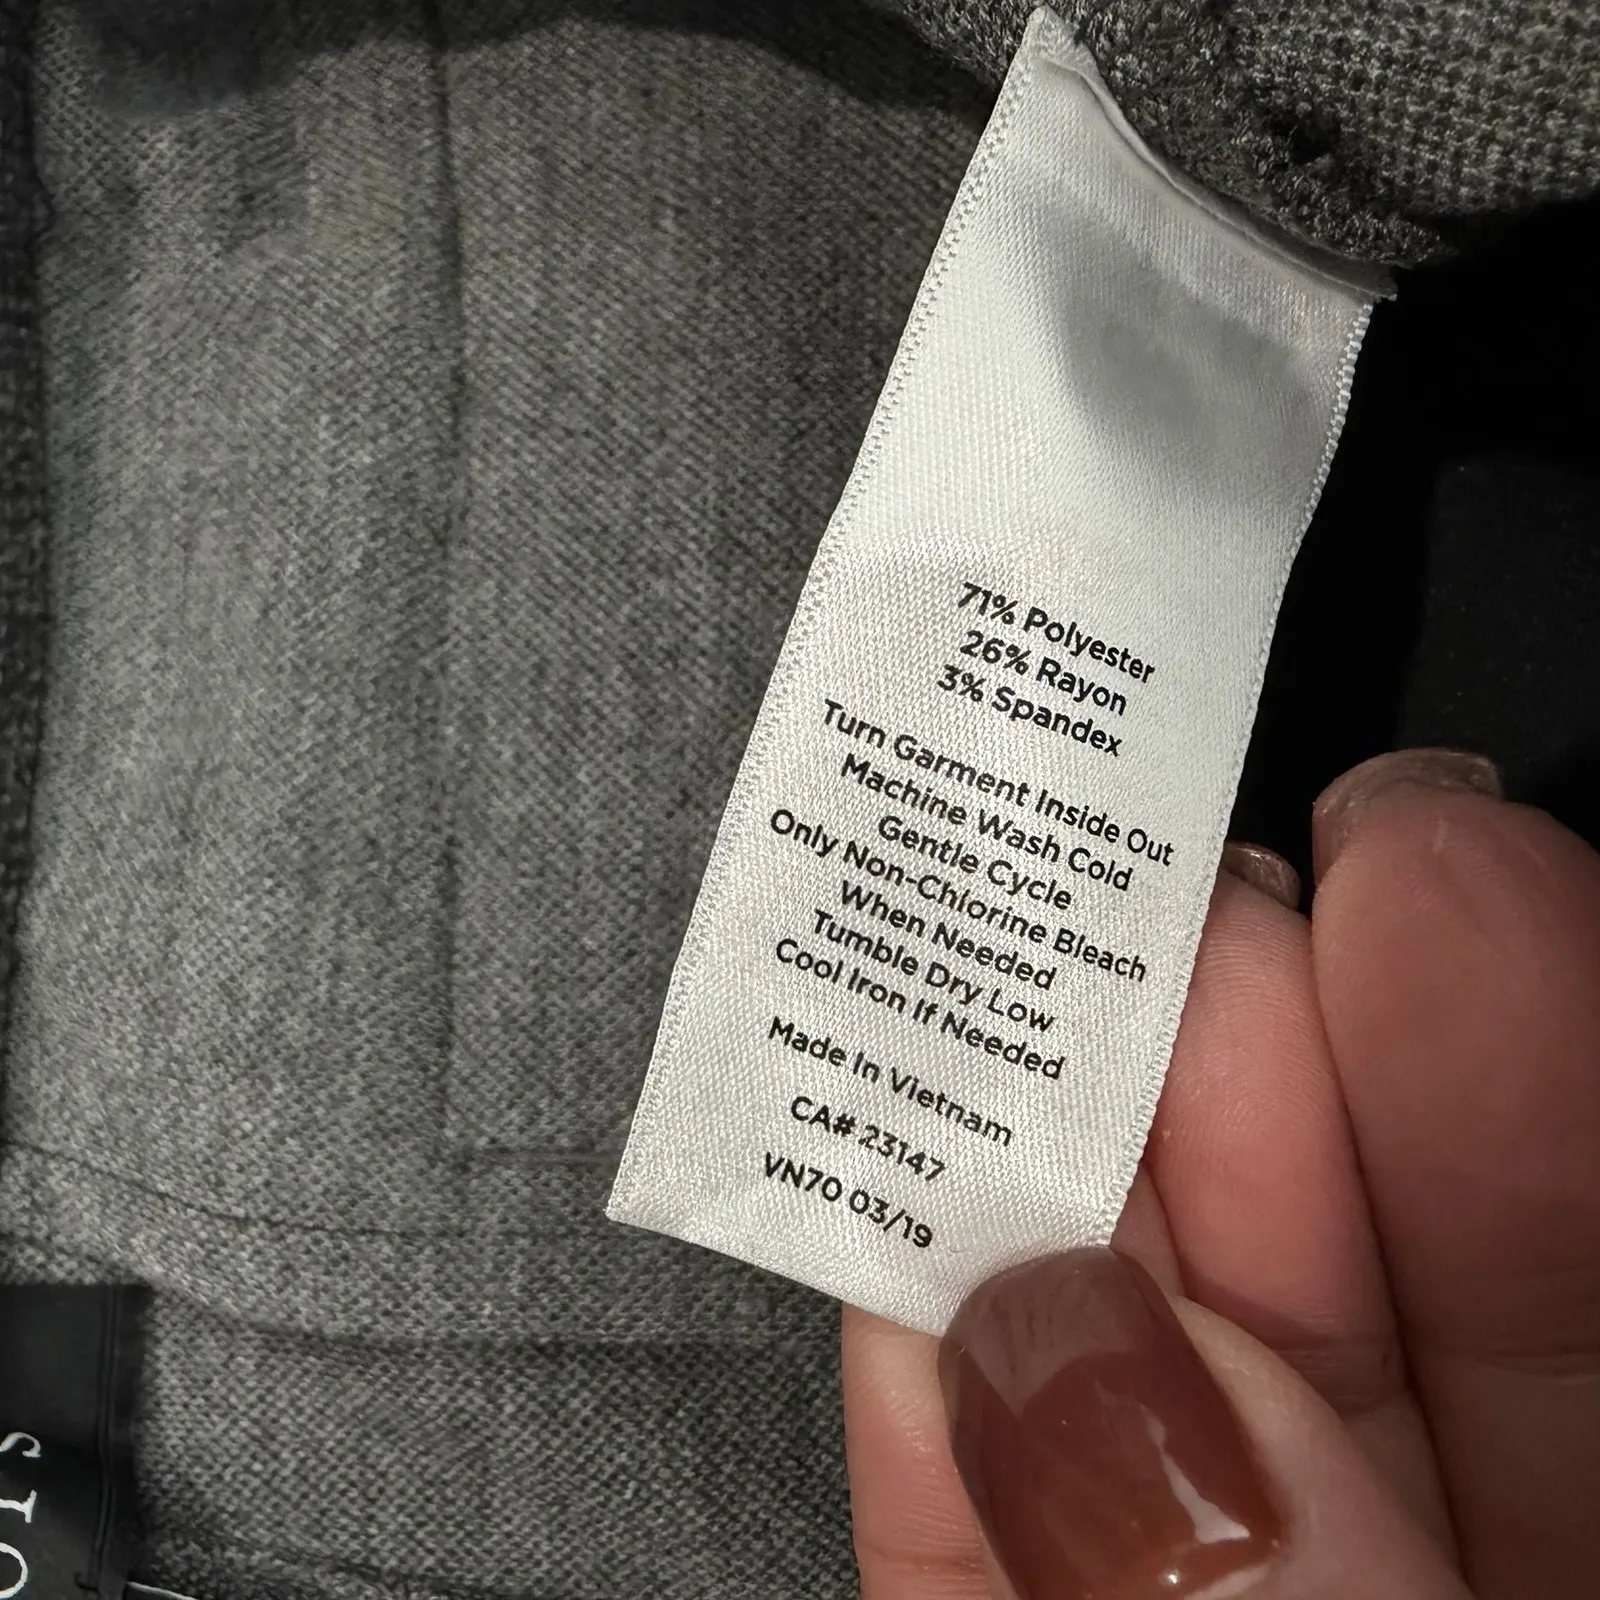 71% Polyester
26% Rayon
3% Spandex
Turn Garment Inside Out
Machine Wash Cold
Gentle Cycle
Only Non-Chlorine Bleach
When Needed
Tumble Dry Low
Cool Iron If Needed
Made In Vietnam
CA# 23147
VN70 03/19